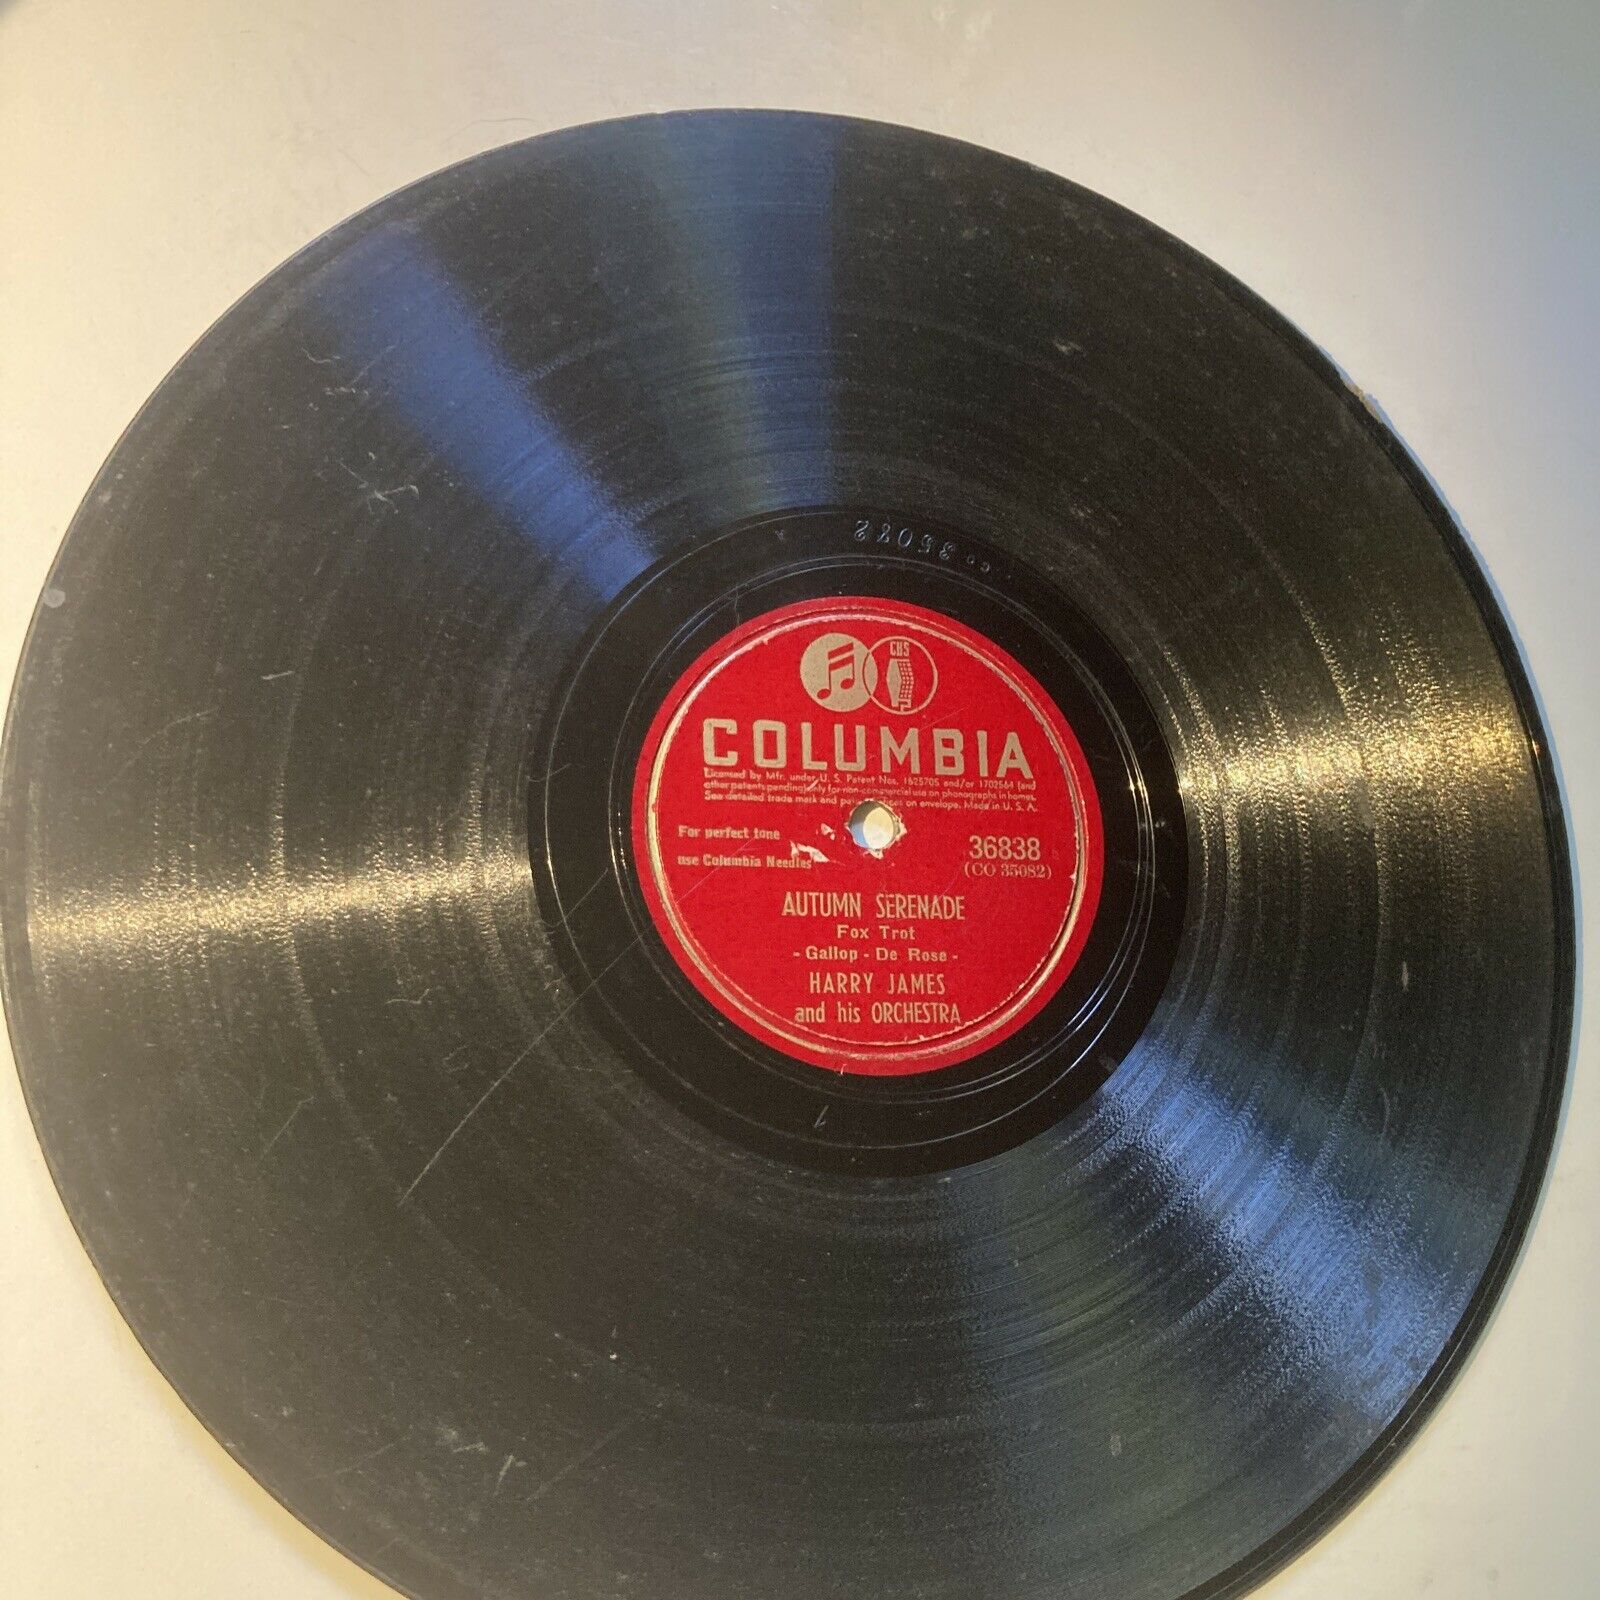 CO 35082
CBS
COLUMBIA
Licensed by Mfr. under U. S. Patent Nos. 1625705 and/or 1702564 (and
other patents pending) only for non-commercial use on phonographs in homes.
See detailed trade mark and patent notices on envelope. Made in U. S. A.
For perfect tone
use Columbia Needles
36838
(CO 35082)
AUTUMN SERENADE
Fox Trot
- Gallop - De Rose -
HARRY JAMES
and his ORCHESTRA
1